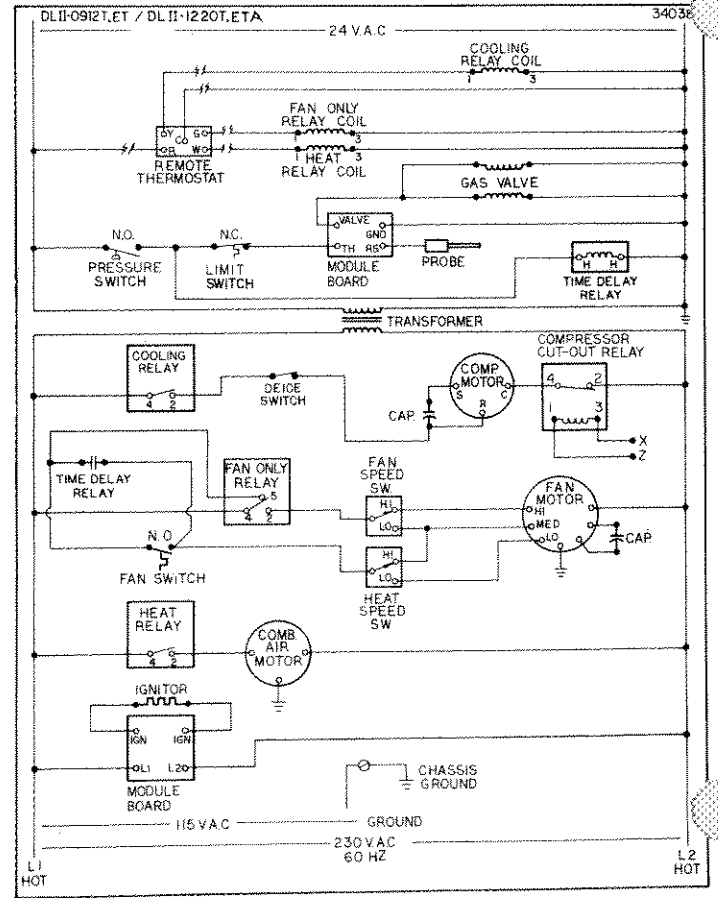 DLII-0912T,ET / DLII-1220T,ETA
3403
24 V.A.C
COOLING
RELAY COIL
1 3
FAN ONLY
RELAY COIL
1 3
Y G
C
R W
REMOTE
THERMOSTAT
1 3
HEAT
RELAY COIL
GAS VALVE
VALVE
GND
TH RS
MODULE
BOARD
PROBE
N.O.
PRESSURE
SWITCH
N.C.
LIMIT
SWITCH
H H
TIME DELAY
RELAY
TRANSFORMER
COOLING
RELAY
4 2
DEICE
SWITCH
CAP.
COMP.
MOTOR
S C
R
COMPRESSOR
CUT-OUT RELAY
4 2
1 3
X
Z
TIME DELAY
RELAY
FAN ONLY
RELAY
5
4 2
FAN
SPEED
SW.
HI
LO
FAN
MOTOR
HI
MED
LO
CAP.
N.O
FAN SWITCH
HI
LO
HEAT
SPEED
SW
HEAT
RELAY
4 2
COMB.
AIR
MOTOR
IGNITOR
IGN IGN
L1 L2
MODULE
BOARD
CHASSIS
GROUND
115 V.A.C
GROUND
230 V.A.C
60 HZ
L1
HOT
L2
HOT